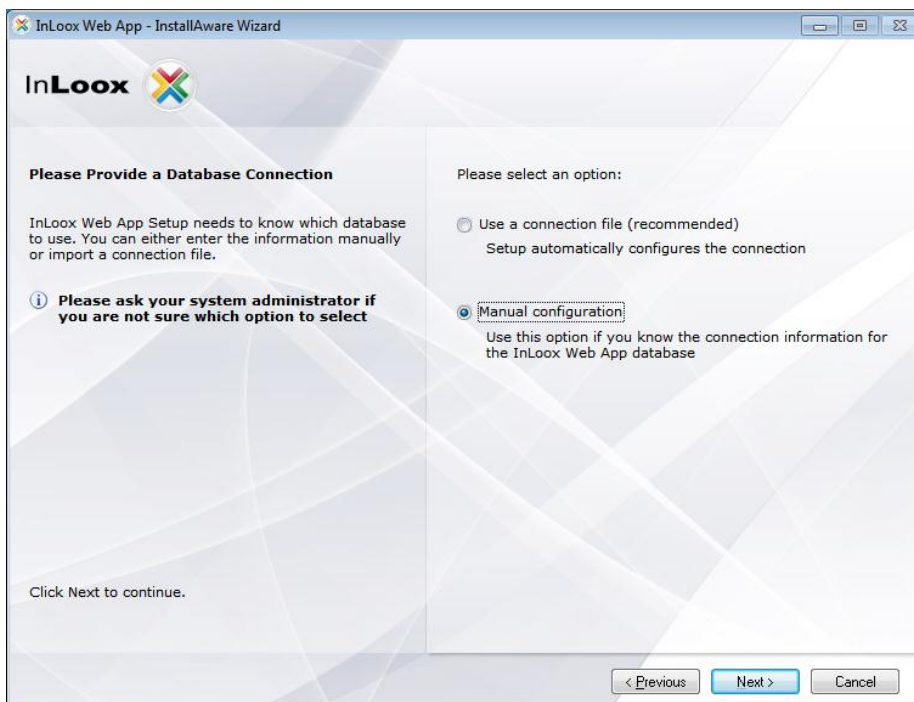 InLoox Web App - InstallAware Wizard
InLoox
Please Provide a Database Connection
InLoox Web App Setup needs to know which database
to use. You can either enter the information manually
or import a connection file.
Please ask your system administrator if
you are not sure which option to select
Click Next to continue.
Please select an option:
Use a connection file (recommended)
Setup automatically configures the connection
Manual configuration
Use this option if you know the connection information for
the InLoox Web App database
< Previous
Next >
Cancel